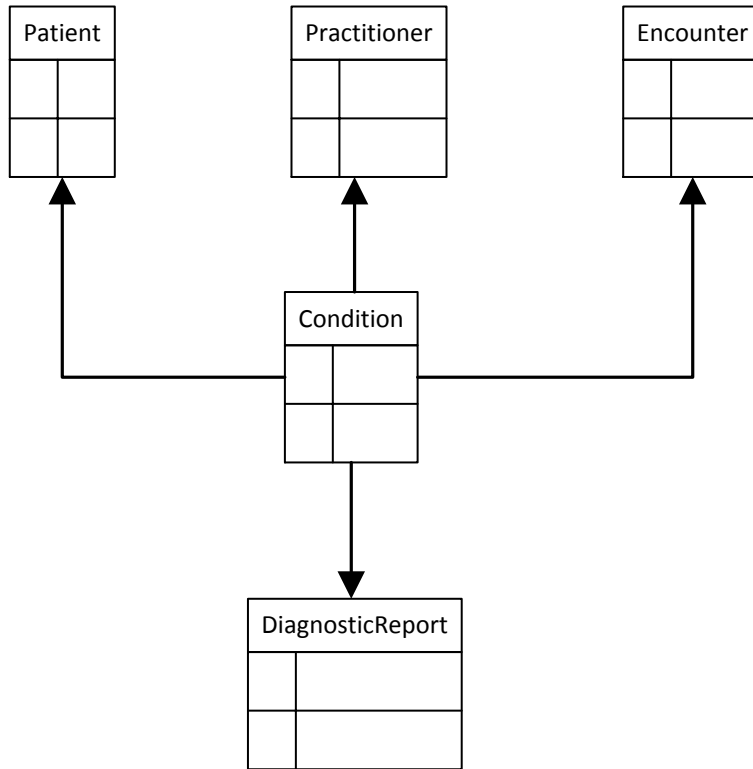 Patient
Practitioner
Encounter
Condition
DiagnosticReport